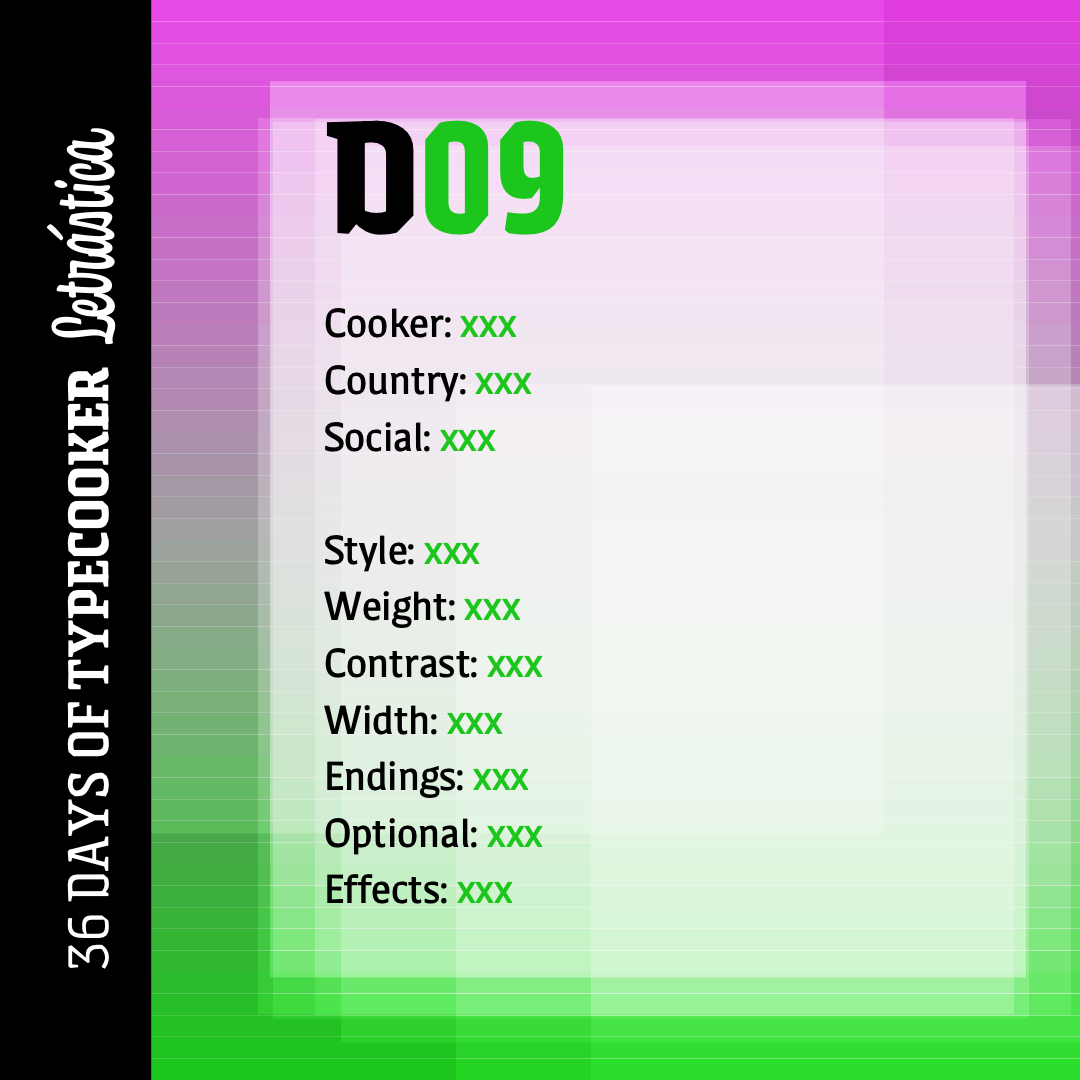 36 DAYS OF TYPECOOKER Letrástica
D09
Cooker: xxx
Country: xxx
Social: xxx
Style: xxx
Weight: xxx
Contrast: xxx
Width: xxx
Endings: xxx
Optional: xxx
Effects: xxx